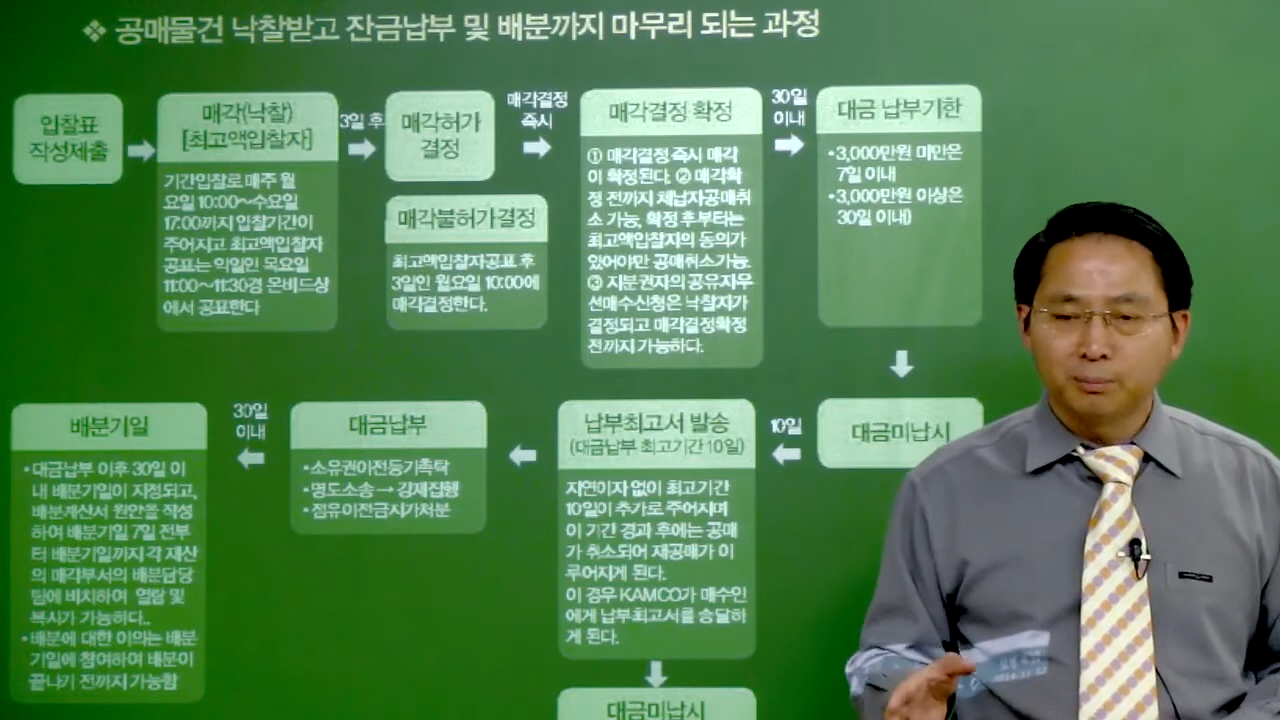 ❖ 공매물건 낙찰받고 잔금납부 및 배분까지 마무리 되는 과정
입찰표
작성제출
매각(낙찰)
[최고액입찰자]
기간입찰로 매주 월
요일 10:00~수요일
17:00까지 입찰기간이
주어지고 최고액입찰자
공표는 익일인 목요일
11:00~11:30경 온비드상
에서 공표한다
3일 후
매각허가
결정
매각불허가결정
최고액입찰자공표 후
3일인 월요일 10:00에
매각결정한다.
매각결정
즉시
매각결정 확정
① 매각결정 즉시 매각
이 확정된다. ② 매각확
정 전까지 체납자공매취
소 가능, 확정 후부터는
최고액입찰자의 동의가
있어야만 공매취소가능.
③ 지분권자의 공유자우
선매수신청은 낙찰자가
결정되고 매각결정확정
전까지 가능하다.
30일
이내
대금 납부기한
•3,000만원 미만은
7일 이내
•3,000만원 이상은
30일 이내)
대금미납시
10일
납부최고서 발송
(대금납부 최고기간 10일)
지연이자 없이 최고기간
10일이 추가로 주어지며
이 기간 경과 후에는 공매
가 취소되어 재공매가 이
루어지게 된다.
이 경우 KAMCO가 매수인
에게 납부최고서를 송달하
게 된다.
대금미납시
대금납부
•소유권이전등기촉탁
•명도소송→강제집행
•점유이전금지가처분
30일
이내
배분기일
•대금납부 이후 30일 이
내 배분기일이 지정되고,
배분계산서 원안을 작성
하여 배분기일 7일 전부
터 배분기일까지 각 재산
의 매각부서의 배분담당
팀에 비치하여 열람 및
복사가 가능하다..
•배분에 대한 이의는 배분
기일에 참여하여 배분이
끝나기 전까지 가능함